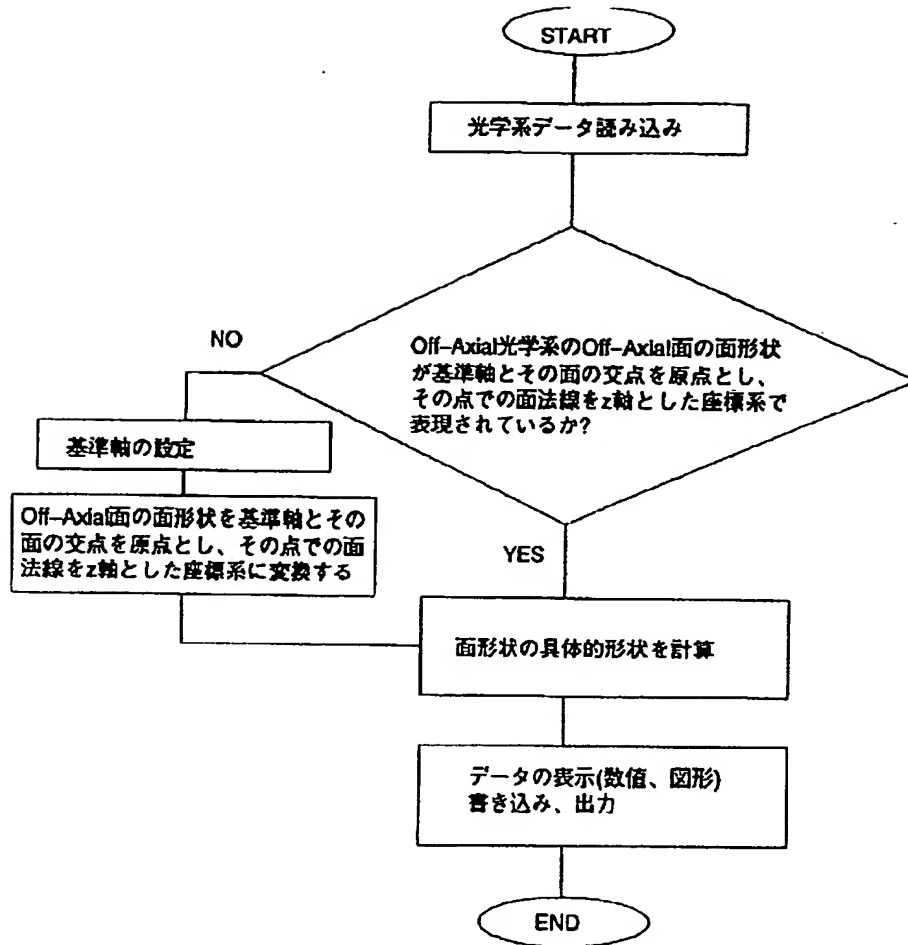 START
光学系データ読み込み
Off-Axial光学系のOff-Axial面の面形状
が基準軸とその面の交点を原点とし、
その点での面法線をz軸とした座標系で
表現されているか?
NO
基準軸の設定
Off-Axial面の面形状を基準軸とその
面の交点を原点とし、その点での面
法線をz軸とした座標系に変換する
YES
面形状の具体的形状を計算
データの表示(数値、図形)
書き込み、出力
END